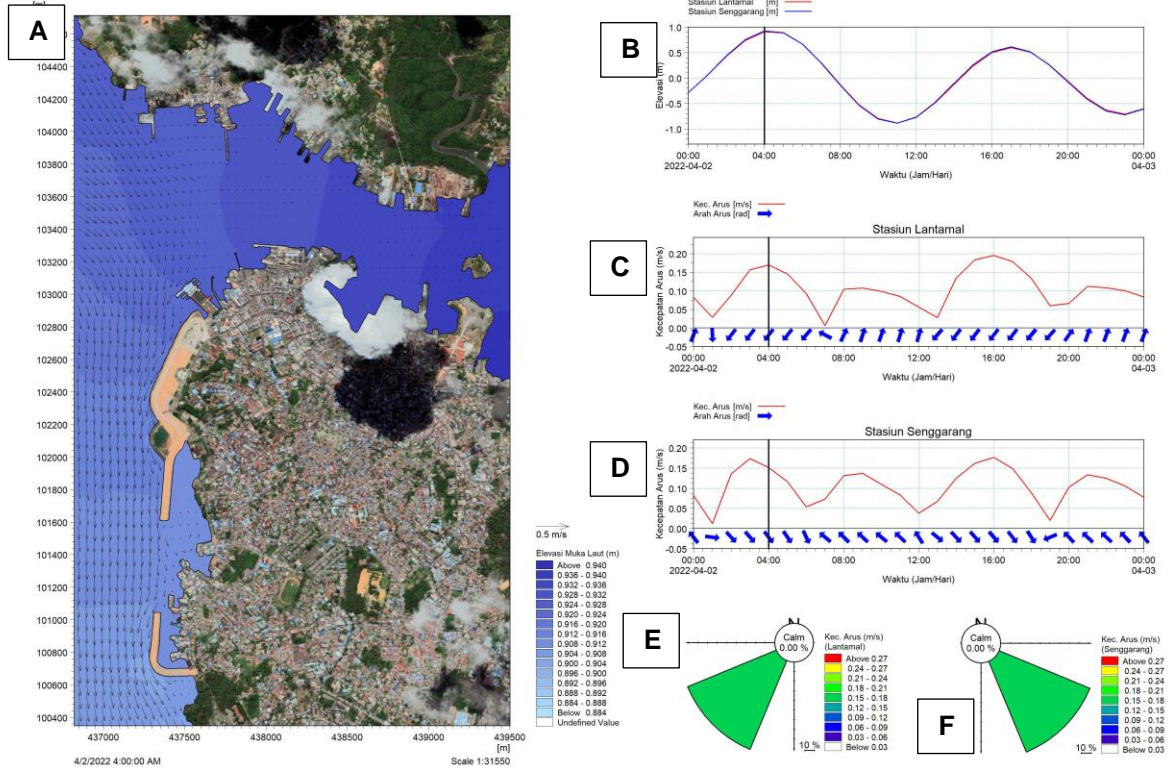 [m]
A
104400
104200
104000
103800
103600
103400
103200
103000
102800
102600
102400
102200
102000
101800
101600
101400
101200
101000
100800
100600
100400
437000 437500 438000 438500 439000 439500
[m]
4/2/2022 4:00:00 AM Scale 1:31550
0.5 m/s
Elevasi Muka Laut (m)
Above 0.940
0.936 - 0.940
0.932 - 0.936
0.928 - 0.932
0.924 - 0.928
0.920 - 0.924
0.916 - 0.920
0.912 - 0.916
0.908 - 0.912
0.904 - 0.908
0.900 - 0.904
0.896 - 0.900
0.892 - 0.896
0.888 - 0.892
0.884 - 0.888
Below 0.884
Undefined Value
B
Stasiun Lantamal [m]
Stasiun Senggarang [m]
Elevasi (m)
1.0
0.5
0.0
-0.5
-1.0
00:00 04:00 08:00 12:00 16:00 20:00 00:00
2022-04-02 04-03
Waktu (Jam/Hari)
C
Kec. Arus [m/s]
Arah Arus [rad]
Stasiun Lantamal
Kecepatan Arus (m/s)
0.20
0.15
0.10
0.05
0.00
-0.05
00:00 04:00 08:00 12:00 16:00 20:00 00:00
2022-04-02 04-03
Waktu (Jam/Hari)
D
Kec. Arus [m/s]
Arah Arus [rad]
Stasiun Senggarang
Kecepatan Arus (m/s)
0.20
0.15
0.10
0.05
0.00
-0.05
00:00 04:00 08:00 12:00 16:00 20:00 00:00
2022-04-02 04-03
Waktu (Jam/Hari)
E
N
Calm
0.00 %
10 %
Kec. Arus (m/s)
(Lantamal)
Above 0.27
0.24 - 0.27
0.21 - 0.24
0.18 - 0.21
0.15 - 0.18
0.12 - 0.15
0.09 - 0.12
0.06 - 0.09
0.03 - 0.06
Below 0.03
F
N
Calm
0.00 %
10 %
Kec. Arus (m/s)
(Senggarang)
Above 0.27
0.24 - 0.27
0.21 - 0.24
0.18 - 0.21
0.15 - 0.18
0.12 - 0.15
0.09 - 0.12
0.06 - 0.09
0.03 - 0.06
Below 0.03